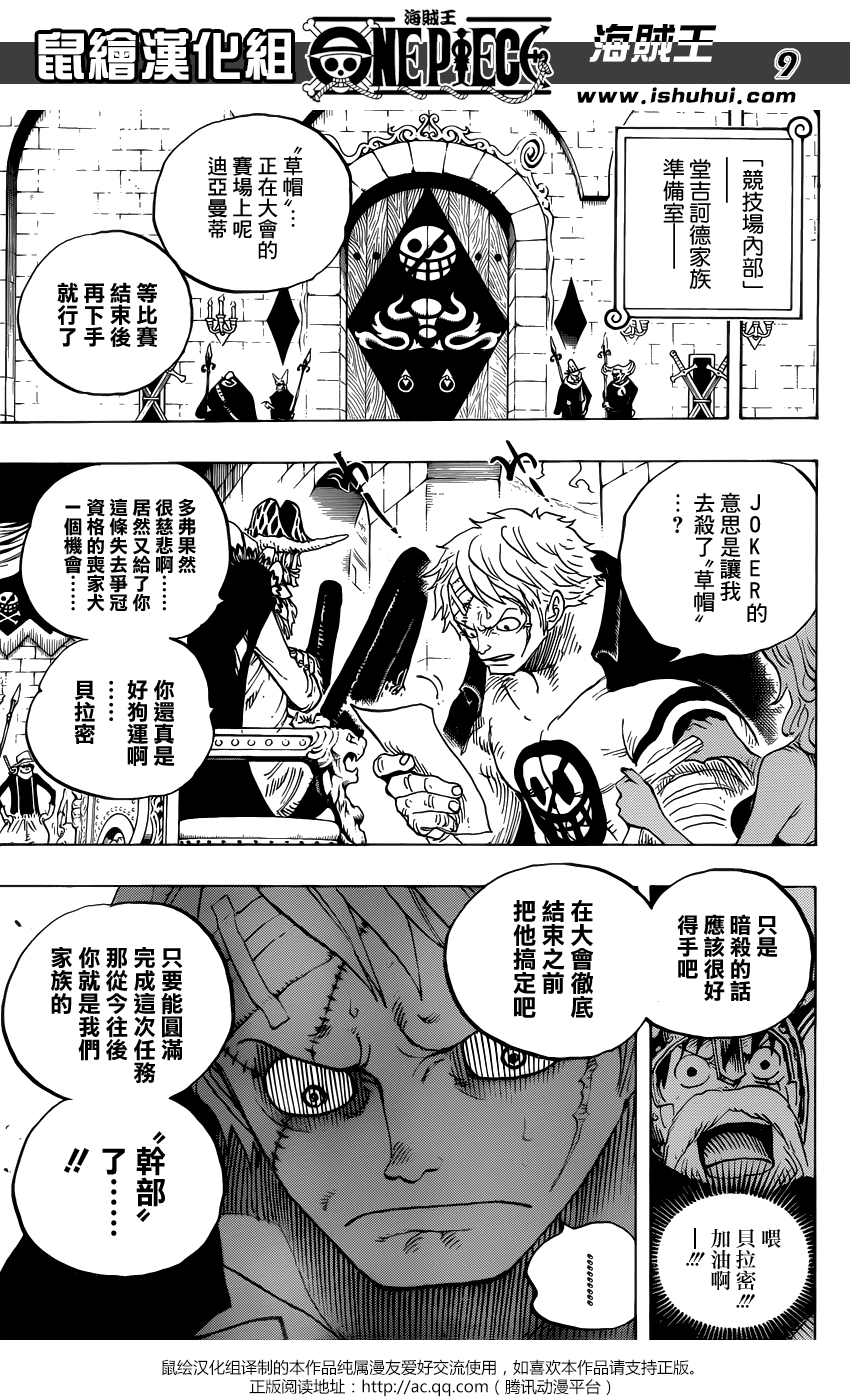 鼠繪漢化組
海賊王
ONE PIECE
海賊王
9
www.ishuhui.com
「競技場內部」
——
堂吉訶德家族
準備室——
〝草帽〞…
正在大會的
賽場上呢
迪亞曼蒂
等比賽
結束後
再下手
就行了
JOKER的
意思是讓我
去殺了〝草帽〞
…?
多弗果然
很慈悲啊……
居然又給了你
這條失去爭冠
資格的喪家犬
一個機會……
你還真是
好狗運啊
……
貝拉密
只是
暗殺的話
應該很好
得手吧
在大會徹底
結束之前
把他搞定吧
只要能圓滿
完成這次任務
那從今往後
你就是我們
家族的
〝幹部〞
了……
!!
喂
貝拉密!!!
加油啊
—!!!
………
鼠绘汉化组译制的本作品纯属漫友爱好交流使用，如喜欢本作品请支持正版。
正版阅读地址：http://ac.qq.com（腾讯动漫平台）